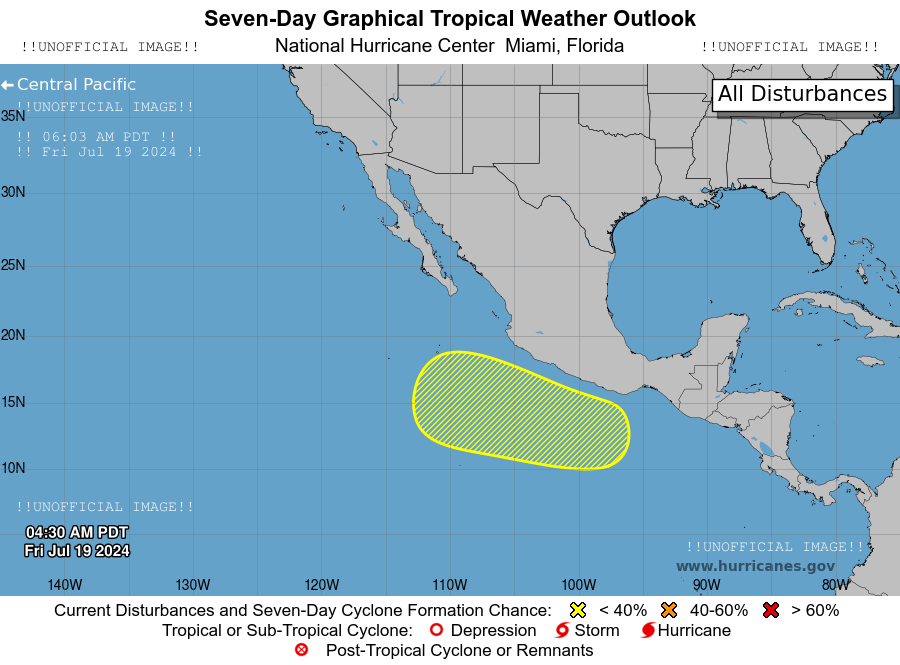 Seven-Day Graphical Tropical Weather Outlook
!!UNOFFICIAL IMAGE!! National Hurricane Center Miami, Florida !!UNOFFICIAL IMAGE!!
Central Pacific
All Disturbances
!!UNOFFICIAL IMAGE!!
35N
!! 06:03 AM PDT !!
!! Fri Jul 19 2024 !!
30N
25N
20N
15N
10N
!!UNOFFICIAL IMAGE!!
04:30 AM PDT
Fri Jul 19 2024
!!UNOFFICIAL IMAGE!!
www.hurricanes.gov
140W 130W 120W 110W 100W 90W 80W
Current Disturbances and Seven-Day Cyclone Formation Chance: < 40% 40-60% > 60%
Tropical or Sub-Tropical Cyclone: Depression Storm Hurricane
Post-Tropical Cyclone or Remnants